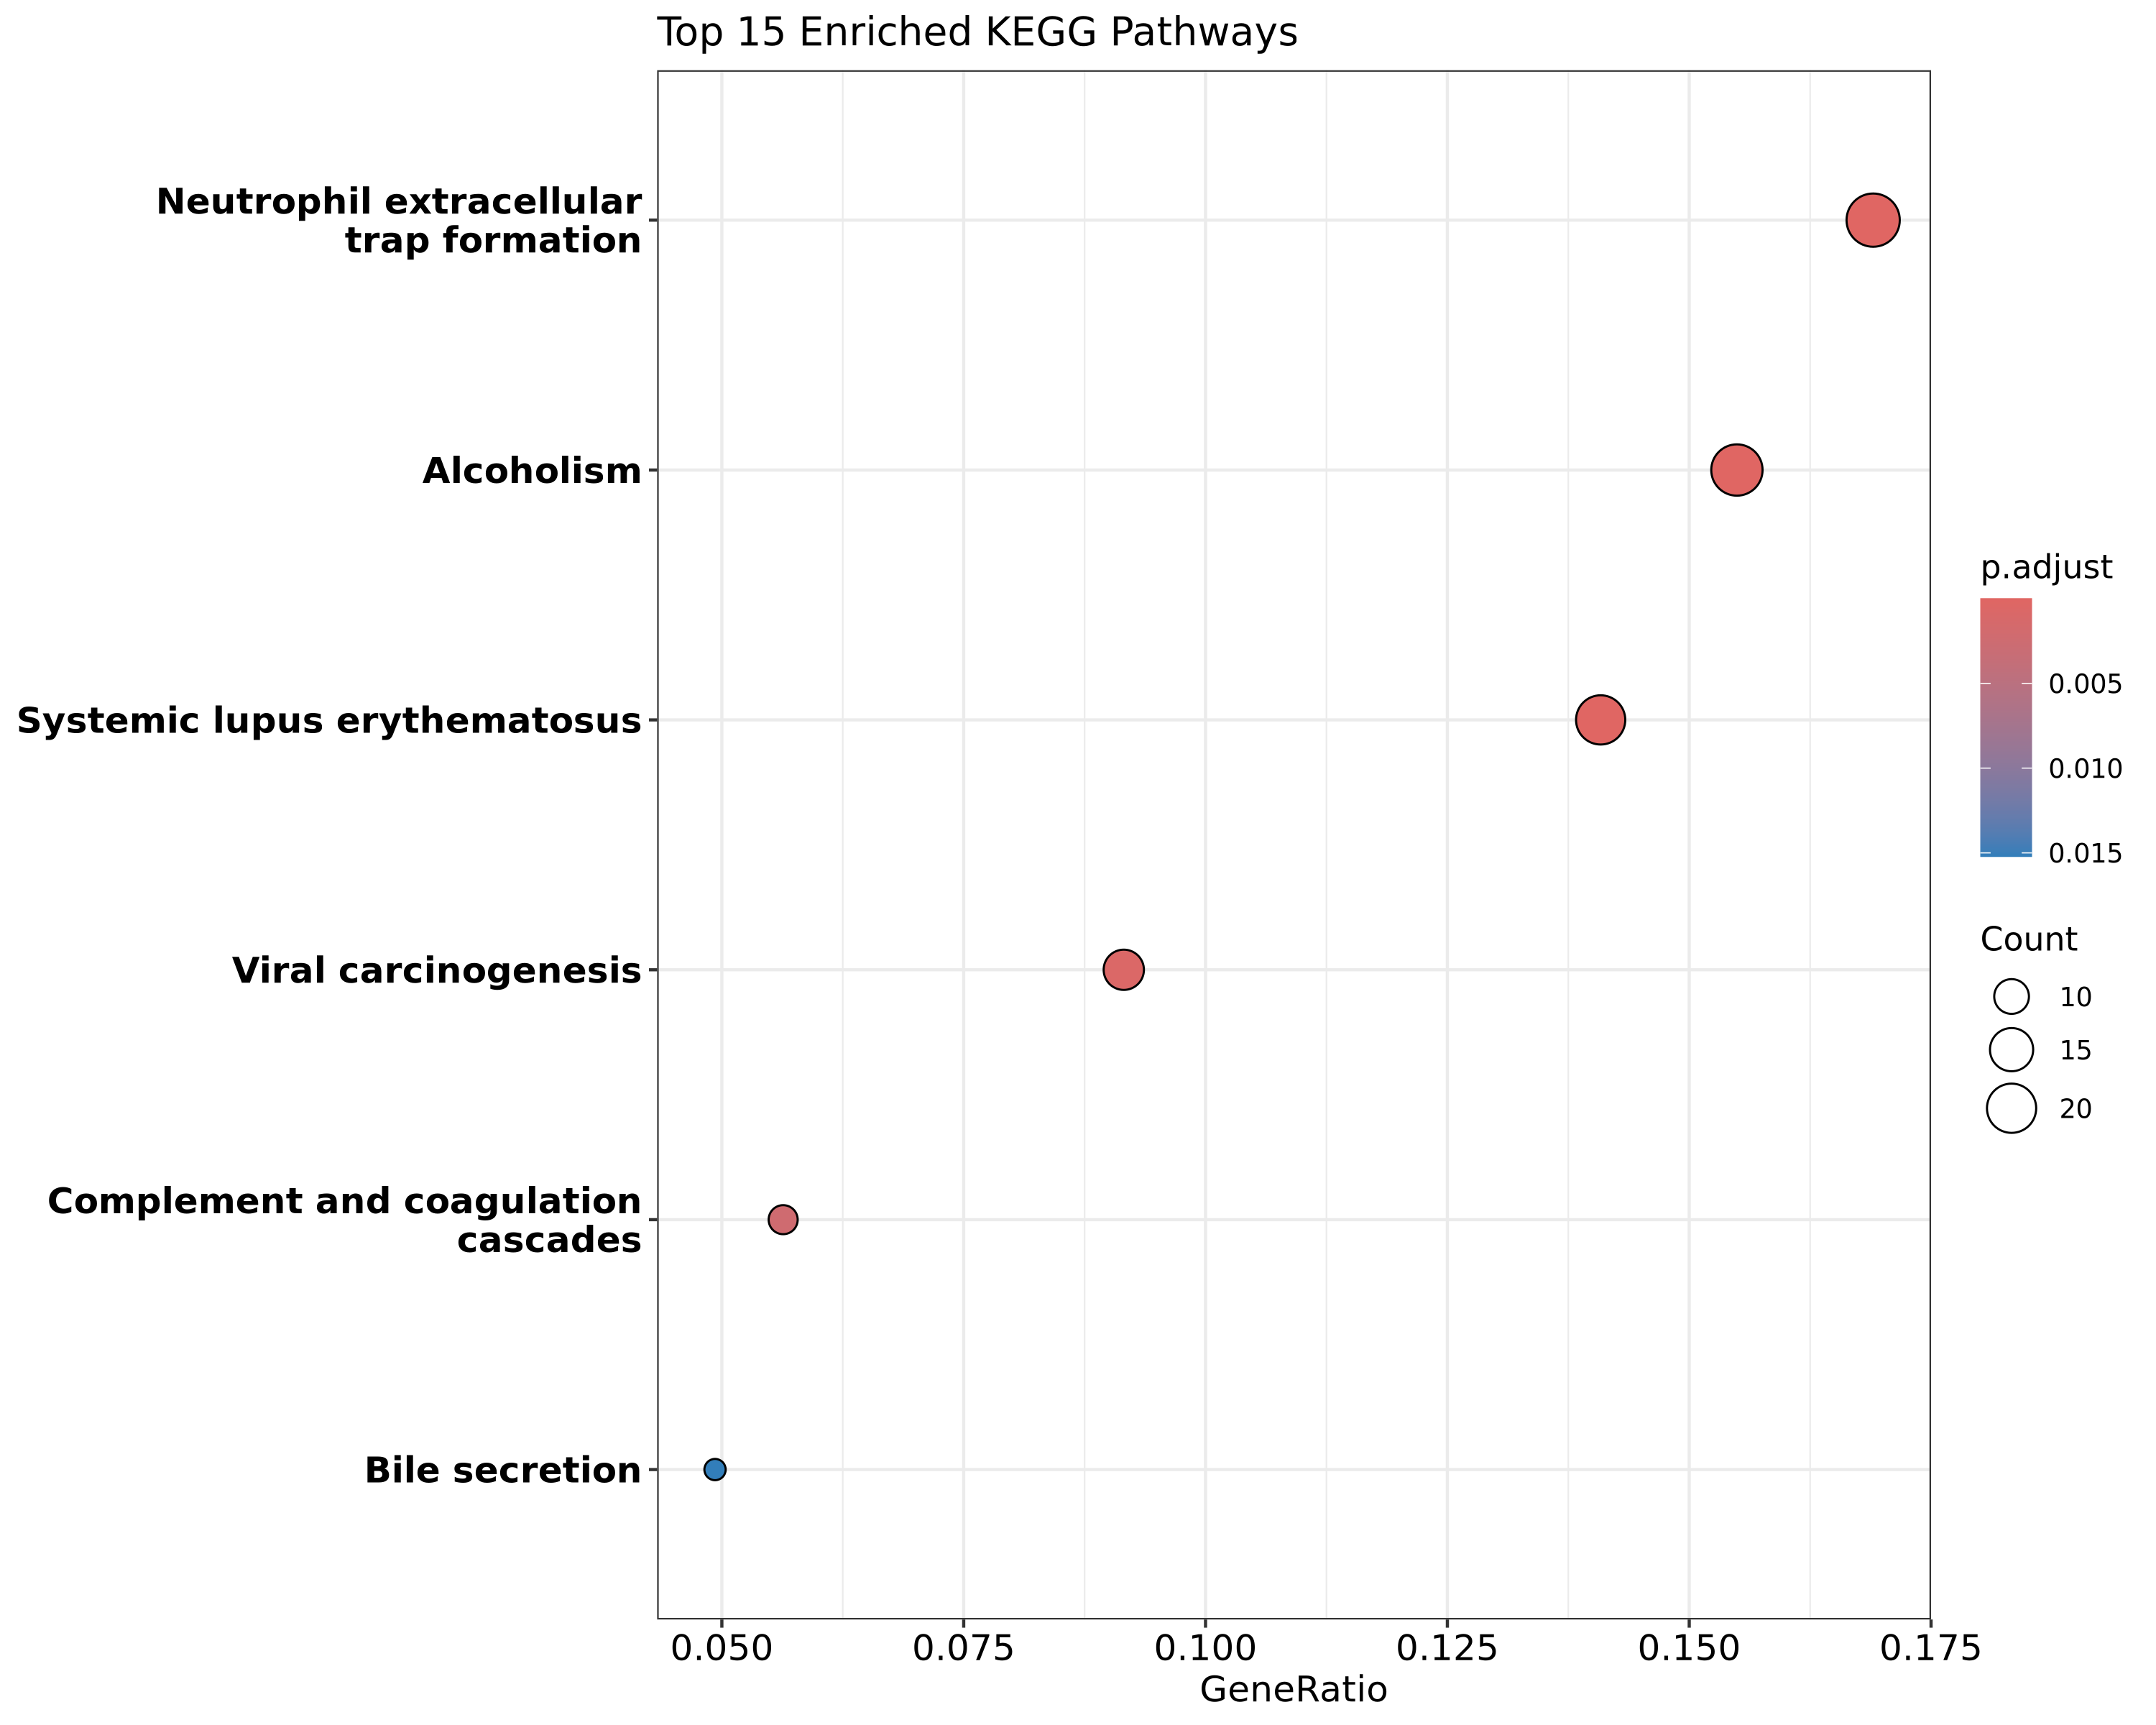 Top 15 Enriched KEGG Pathways
Neutrophil extracellular
trap formation
Alcoholism
Systemic lupus erythematosus
Viral carcinogenesis
Complement and coagulation
cascades
Bile secretion
0.050 0.075 0.100 0.125 0.150 0.175
GeneRatio
p.adjust
0.005
0.010
0.015
Count
10
15
20